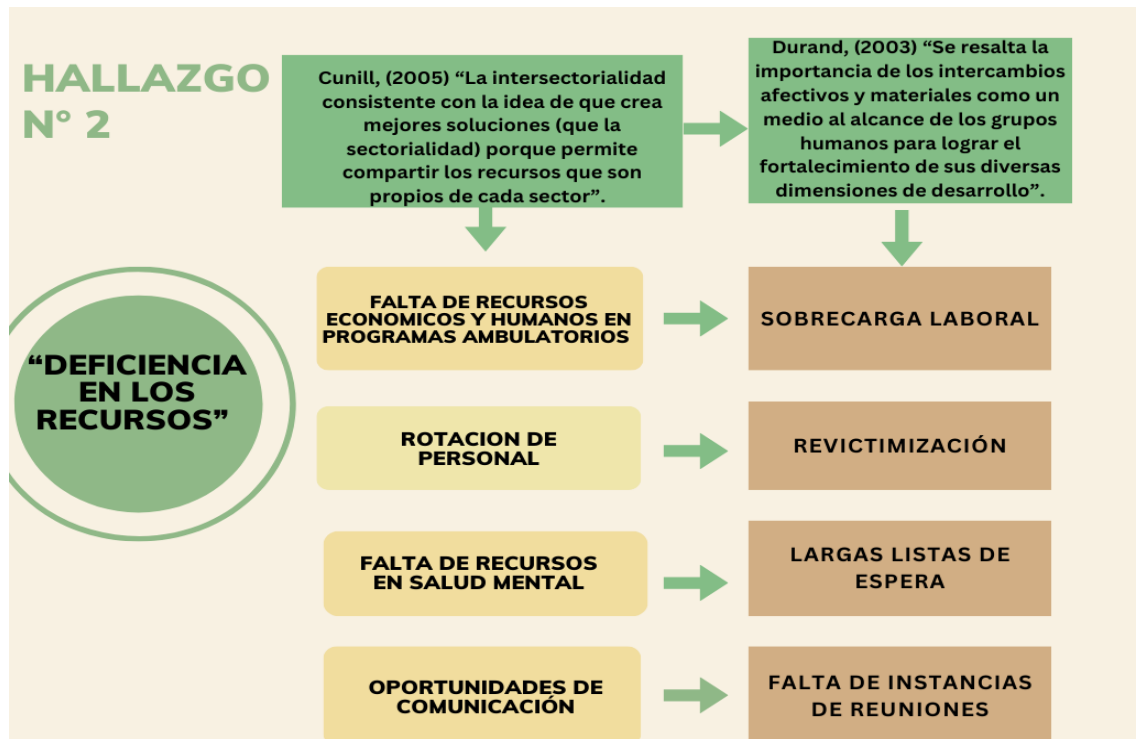 HALLAZGO
N° 2
Cunill, (2005) “La intersectorialidad
consistente con la idea de que crea
mejores soluciones (que la
sectorialidad) porque permite
compartir los recursos que son
propios de cada sector”.
Durand, (2003) “Se resalta la
importancia de los intercambios
afectivos y materiales como un
medio al alcance de los grupos
humanos para lograr el
fortalecimiento de sus diversas
dimensiones de desarrollo”.
“DEFICIENCIA
EN LOS
RECURSOS”
FALTA DE RECURSOS
ECONOMICOS Y HUMANOS EN
PROGRAMAS AMBULATORIOS
SOBRECARGA LABORAL
ROTACION DE
PERSONAL
REVICTIMIZACIÓN
FALTA DE RECURSOS
EN SALUD MENTAL
LARGAS LISTAS DE
ESPERA
OPORTUNIDADES DE
COMUNICACIÓN
FALTA DE INSTANCIAS
DE REUNIONES